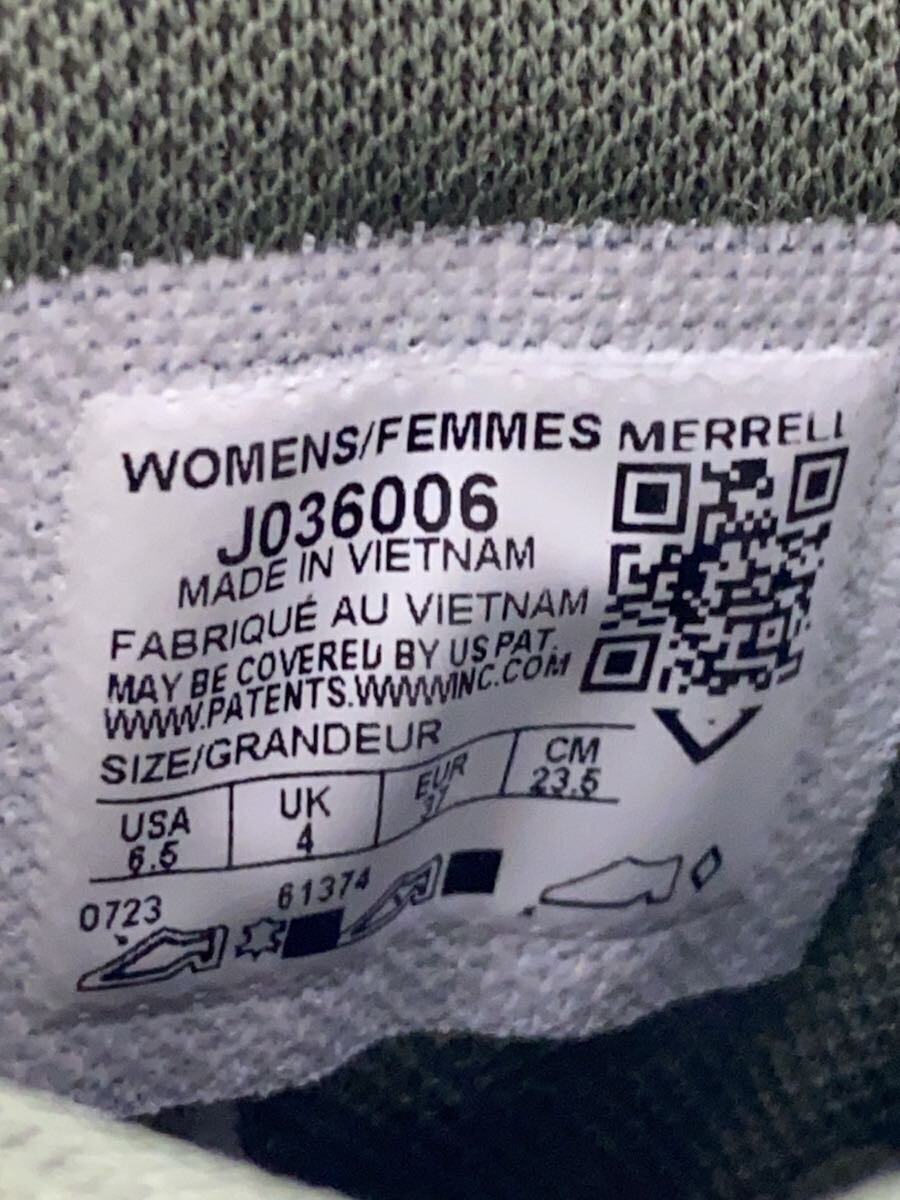 WOMENS/FEMMES MERRELL
J036006
MADE IN VIETNAM
FABRIQUÉ AU VIETNAM
MAY BE COVERED BY US PAT.
WWW.PATENTS.WWWINC.COM
SIZE/GRANDEUR
USA UK EUR CM
6.5 4 37 23.5
0723 61374